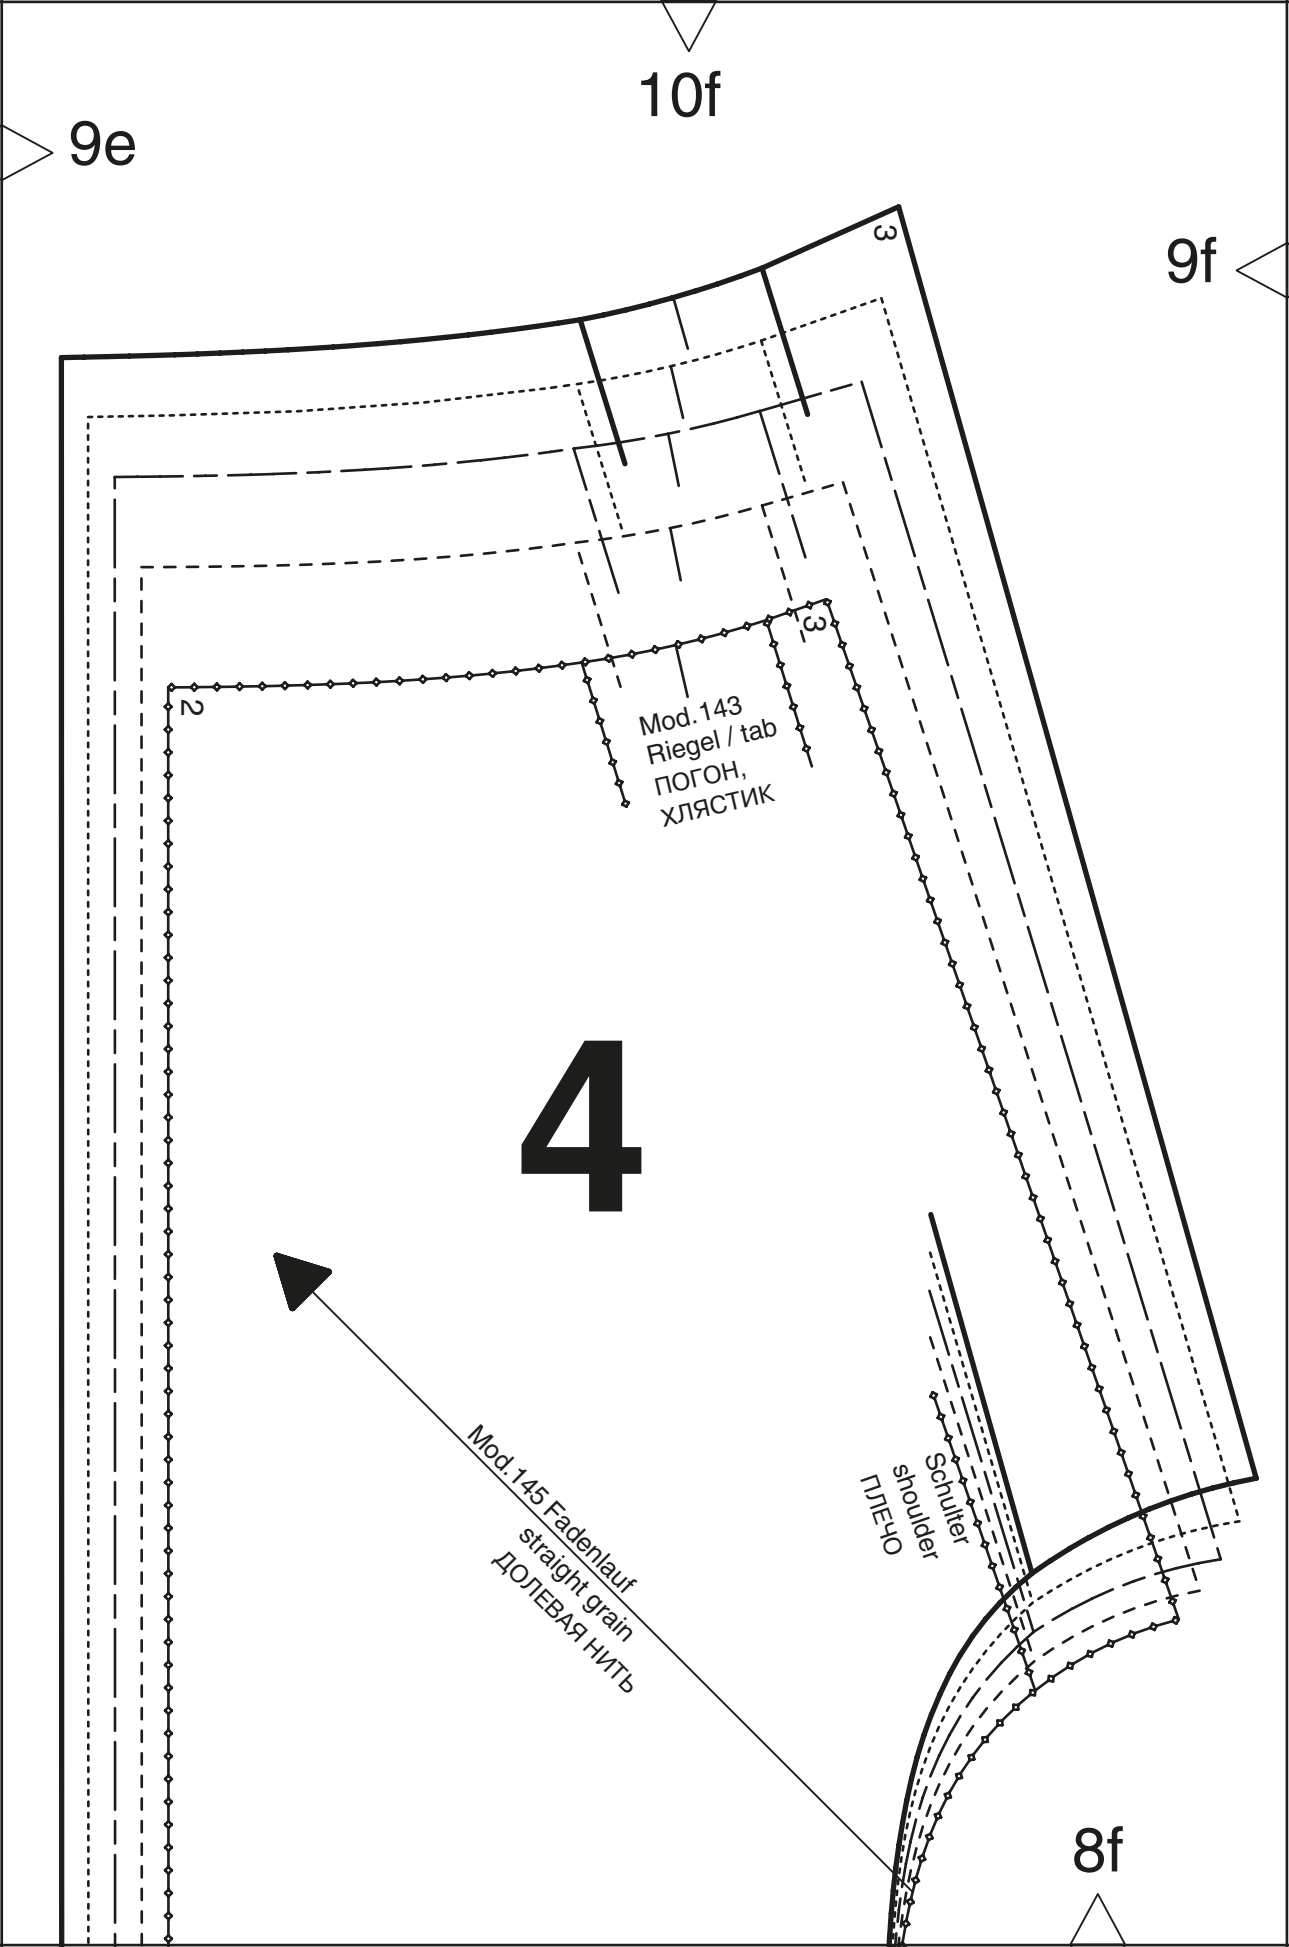 10f
9e
3
9f
3
2
Mod.143
Riegel / tab
ПОГОН,
ХЛЯСТИК
4
Schulter
shoulder
ПЛЕЧО
Mod.145 Fadenlauf
straight grain
ДОЛЕВАЯ НИТЬ
8f